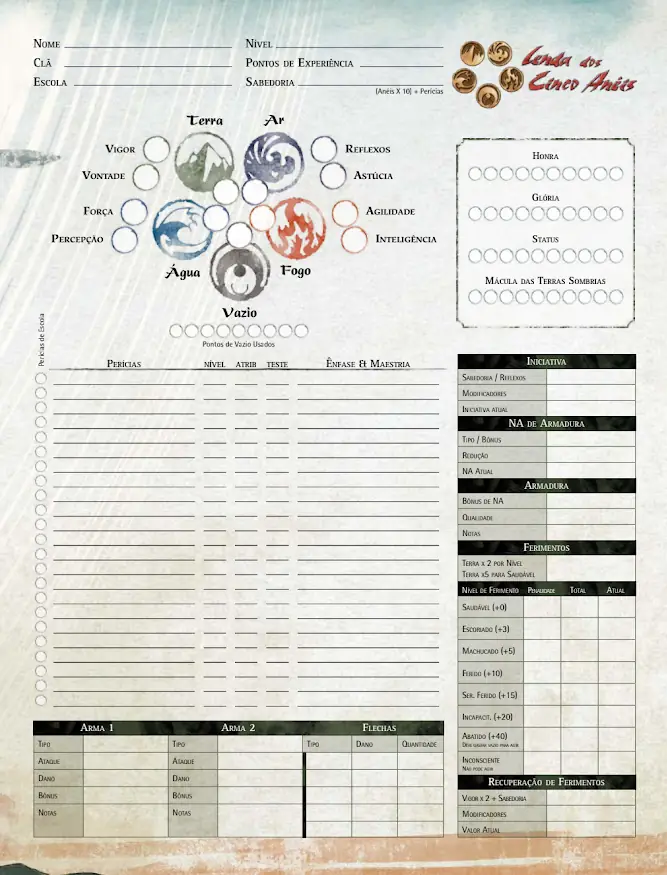 Nome
Nível
Clã
Pontos de Experiência
Escola
Sabedoria
(Anéis X 10) + Perícias
Lenda dos
Cinco Anéis
Terra
Ar
Vigor
Reflexos
Vontade
Astúcia
Força
Agilidade
Percepção
Inteligência
Água
Fogo
Vazio
Pontos de Vazio Usados
Honra
Glória
Status
Mácula das Terras Sombrias
Perícias de Escola
Perícias nível atrib teste Ênfase & Maestria
Iniciativa
Sabedoria / Reflexos
Modificadores
Iniciativa atual
NA de Armadura
Tipo / Bônus
Redução
NA Atual
Armadura
Bônus de NA
Qualidade
Notas
Ferimentos
Terra x 2 por Nível
Terra x5 para Saudável
Nível de Ferimento Penalidade Total Atual
Saudável (+0)
Escoriado (+3)
Machucado (+5)
Ferido (+10)
Ser. Ferido (+15)
Incapacit. (+20)
Abatido (+40)
Deve gastar vazio para agir
Inconsciente
Não pode agir
Recuperação de Ferimentos
Vigor x 2 + Sabedoria
Modificadores
Valor Atual
Arma 1
Tipo
Ataque
Dano
Bônus
Notas
Arma 2
Tipo
Ataque
Dano
Bônus
Notas
Flechas
Tipo Dano Quantidade